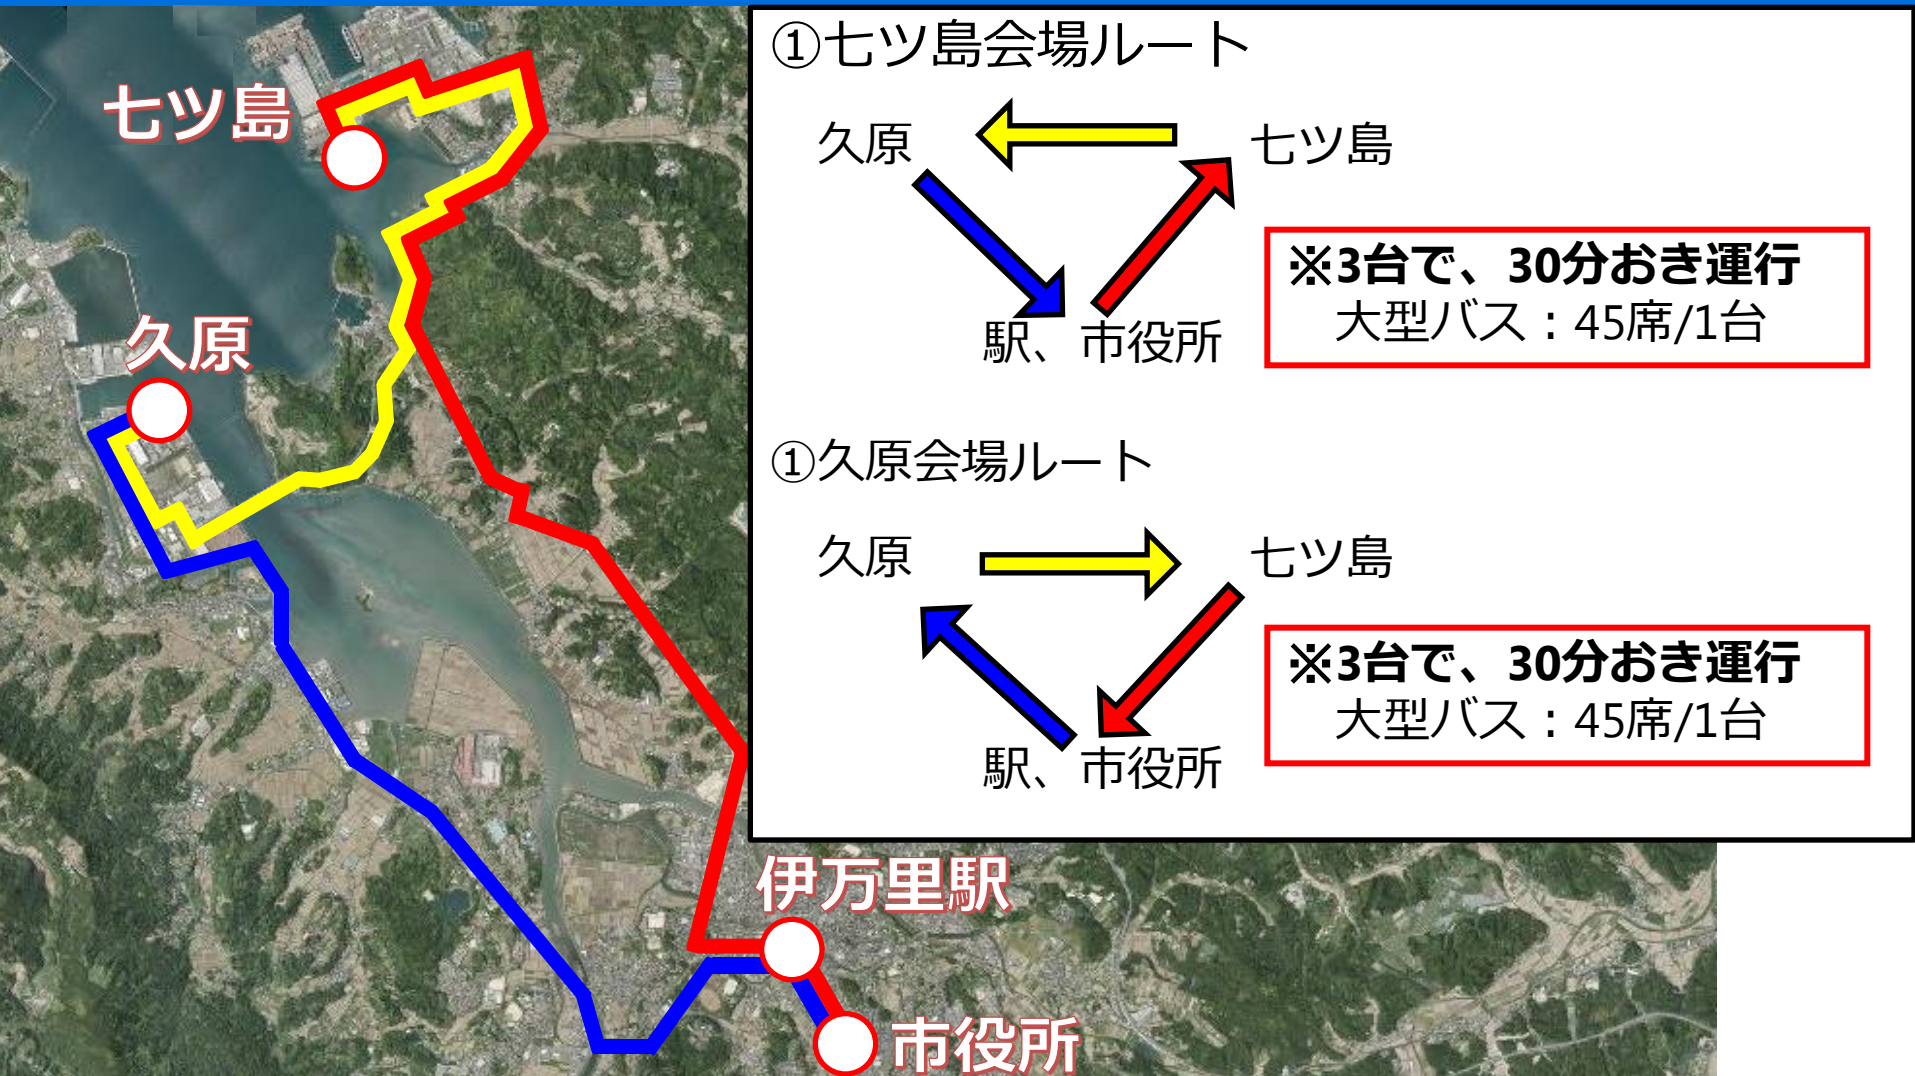 七ツ島
久原
伊万里駅
市役所
①七ツ島会場ルート
久原
七ツ島
駅、市役所
※3台で、30分おき運行
大型バス：45席/1台
①久原会場ルート
久原
七ツ島
駅、市役所
※3台で、30分おき運行
大型バス：45席/1台